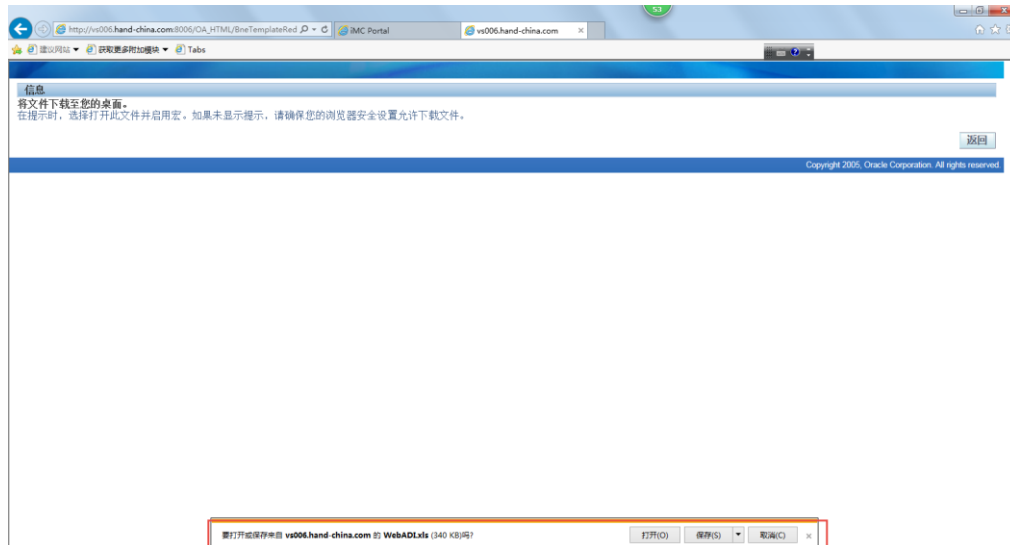 53
http://vs006.hand-china.com:8006/OA_HTML/BneTemplateRed
iMC Portal
vs006.hand-china.com
建议网站
获取更多附加模块
Tabs
信息
将文件下载至您的桌面。
在提示时，选择打开此文件并启用宏。如果未显示提示，请确保您的浏览器安全设置允许下载文件。
返回
Copyright 2005, Oracle Corporation. All rights reserved.
要打开或保存来自 vs006.hand-china.com 的 WebADI.xls (340 KB)吗?
打开(O)
保存(S)
取消(C)